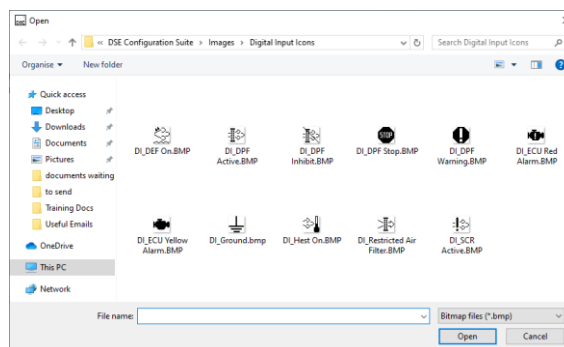 Open
« DSE Configuration Suite › Images › Digital Input Icons
Search Digital Input Icons
Organise
New folder
Quick access
Desktop
Downloads
Documents
Pictures
documents waiting
to send
Training Docs
Useful Emails
OneDrive
This PC
Network
DI_DEF On.BMP
DI_DPF
Active.BMP
DI_DPF
Inhibit.BMP
STOP
DI_DPF Stop.BMP
DI_DPF
Warning.BMP
DI_ECU Red
Alarm.BMP
DI_ECU Yellow
Alarm.BMP
DI_Ground.bmp
DI_Hest On.BMP
DI_Restricted Air
Filter.BMP
DI_SCR
Active.BMP
File name:
Bitmap files (*.bmp)
Open
Cancel